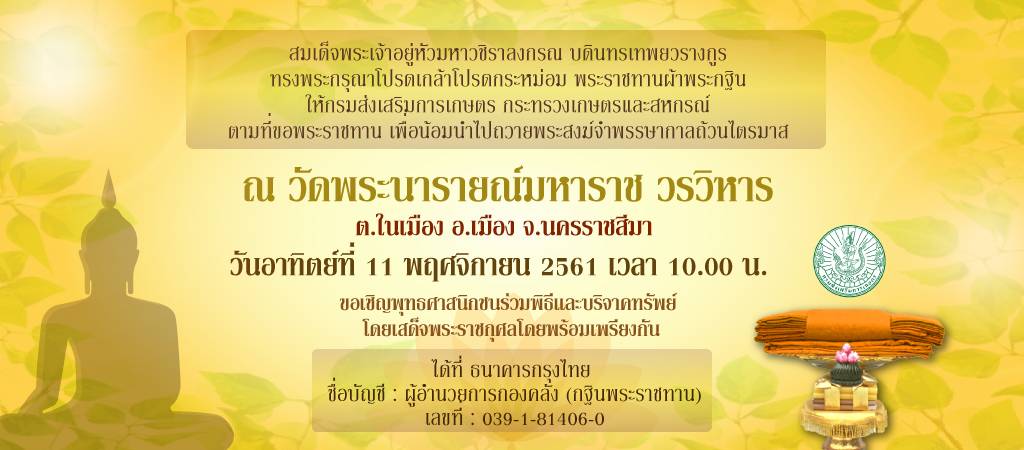 สมเด็จพระเจ้าอยู่หัวมหาวชิราลงกรณ บดินทรเทพยวรางกูร
ทรงพระกรุณาโปรดเกล้าโปรดกระหม่อม พระราชทานผ้าพระกฐิน
ให้กรมส่งเสริมการเกษตร กระทรวงเกษตรและสหกรณ์
ตามที่ขอพระราชทาน เพื่อน้อมนำไปถวายพระสงฆ์จำพรรษากาลถ้วนไตรมาส
ณ วัดพระนารายณ์มหาราช วรวิหาร
ต.ในเมือง อ.เมือง จ.นครราชสีมา
วันอาทิตย์ที่ 11 พฤศจิกายน 2561 เวลา 10.00 น.
ขอเชิญพุทธศาสนิกชนร่วมพิธีและบริจาคทรัพย์
โดยเสด็จพระราชกุศลโดยพร้อมเพรียงกัน
ได้ที่ ธนาคารกรุงไทย
ชื่อบัญชี : ผู้อำนวยการกองคลัง (กฐินพระราชทาน)
เลขที่ : 039-1-81406-0